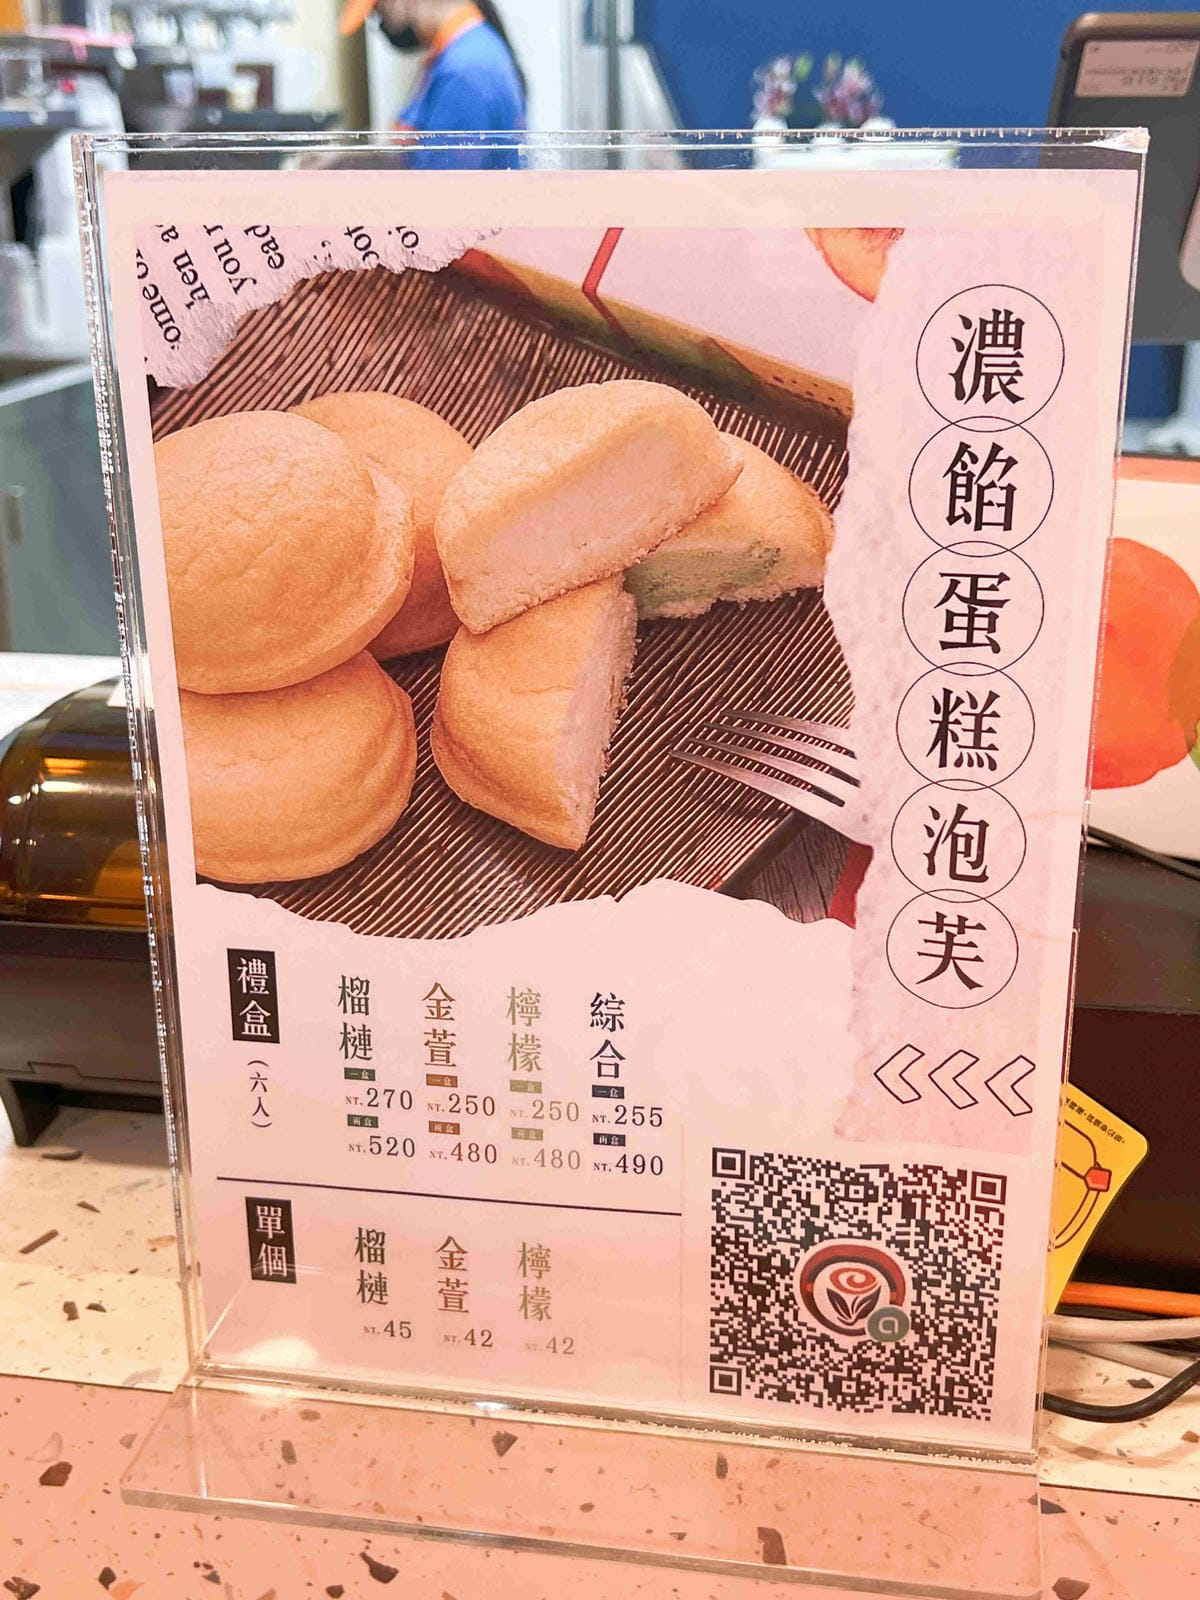 濃餡蛋糕泡芙
禮盒
(六入)
榴槤
一盒
NT.270
兩盒
NT.520
金萱
一盒
NT.250
兩盒
NT.480
檸檬
一盒
NT.250
兩盒
NT.480
綜合
一盒
NT.255
兩盒
NT.490
單個
榴槤
NT.45
金萱
NT.42
檸檬
NT.42
you
ead